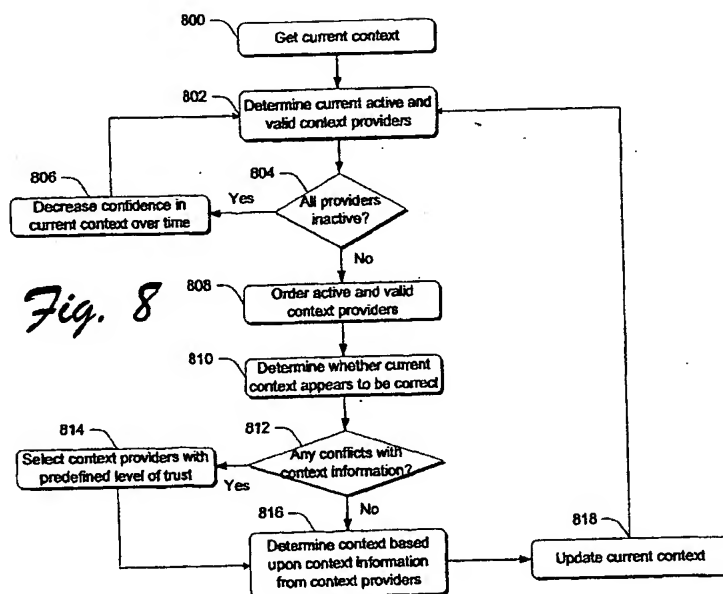 800
Get current context
802
Determine current active and
valid context providers
804
All providers
inactive?
Yes
806
Decrease confidence in
current context over time
No
808
Order active and valid
context providers
Fig. 8
810
Determine whether current
context appears to be correct
812
Any conflicts with
context information?
Yes
814
Select context providers with
predefined level of trust
No
816
Determine context based
upon context information
from context providers
818
Update current context